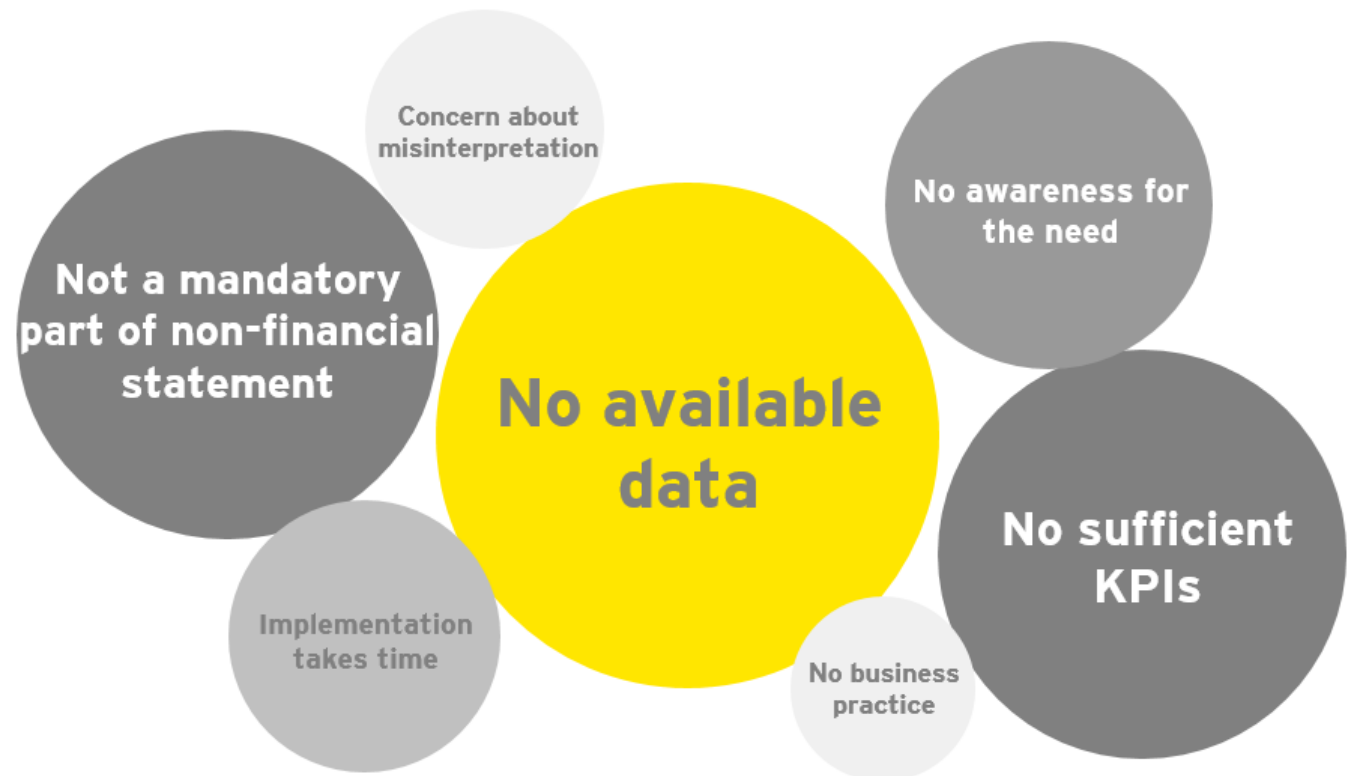 Concern about
misinterpretation
No awareness for
the need
Not a mandatory
part of non-financial
statement
No available
data
No sufficient
KPIs
Implementation
takes time
No business
practice